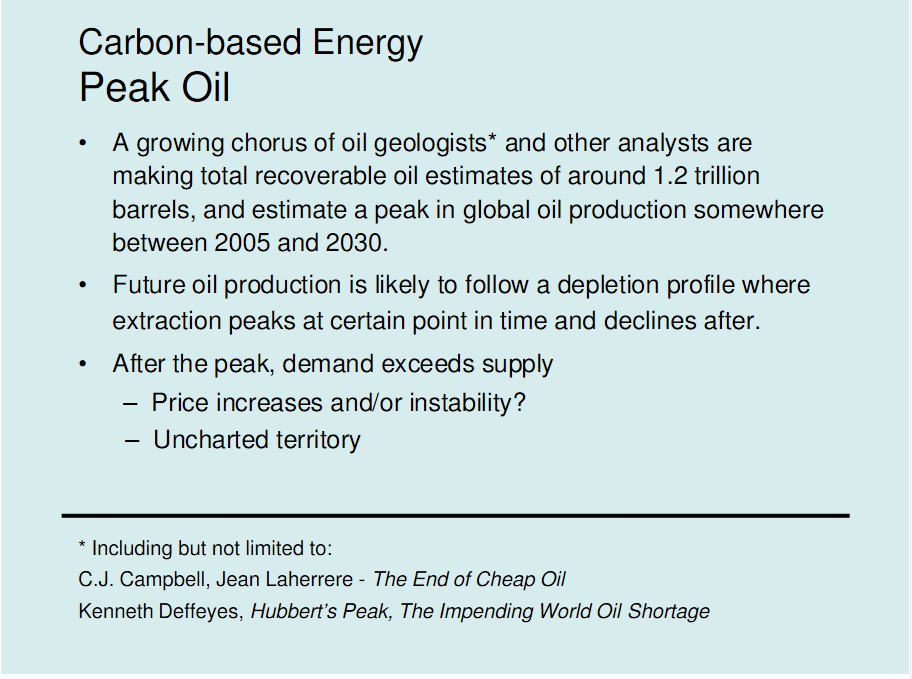 Carbon-based Energy
Peak Oil
• A growing chorus of oil geologists* and other analysts are
making total recoverable oil estimates of around 1.2 trillion
barrels, and estimate a peak in global oil production somewhere
between 2005 and 2030.
• Future oil production is likely to follow a depletion profile where
extraction peaks at certain point in time and declines after.
• After the peak, demand exceeds supply
– Price increases and/or instability?
– Uncharted territory
* Including but not limited to:
C.J. Campbell, Jean Laherrere - The End of Cheap Oil
Kenneth Deffeyes, Hubbert’s Peak, The Impending World Oil Shortage